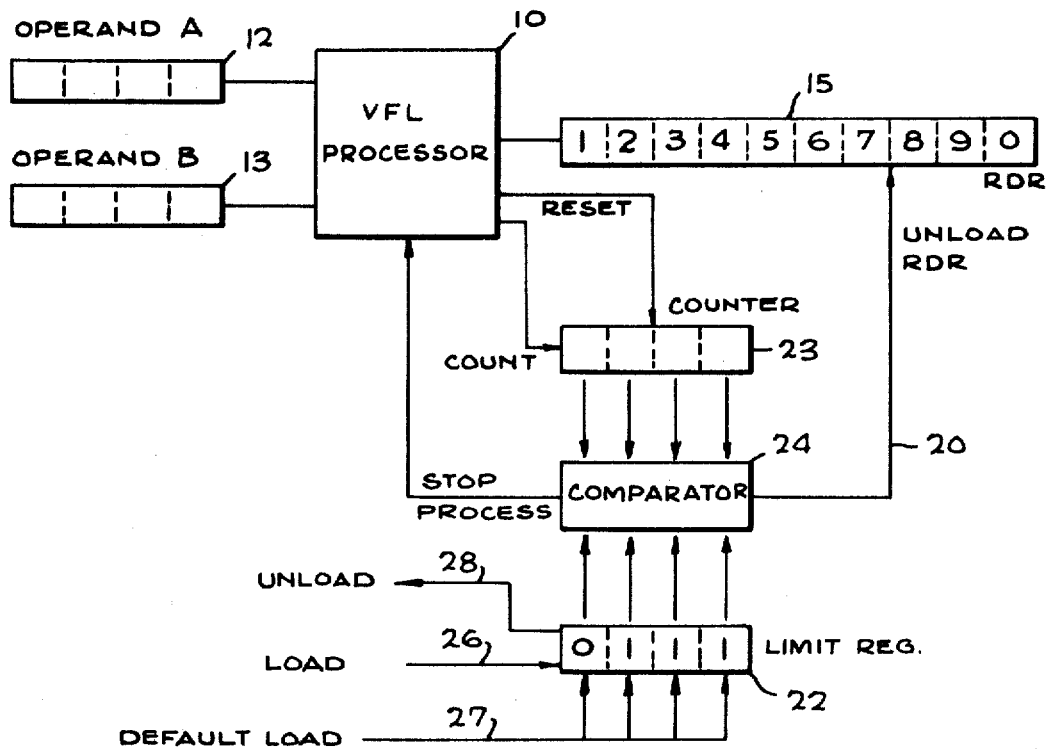 OPERAND A
12
10
VFL
PROCESSOR
15
1 2 3 4 5 6 7 8 9 0
RDR
OPERAND B
13
RESET
UNLOAD
RDR
COUNTER
COUNT
23
24
20
COMPARATOR
STOP
PROCESS
UNLOAD
28
0 1 1 1
LIMIT REG.
LOAD
26
22
DEFAULT LOAD
27